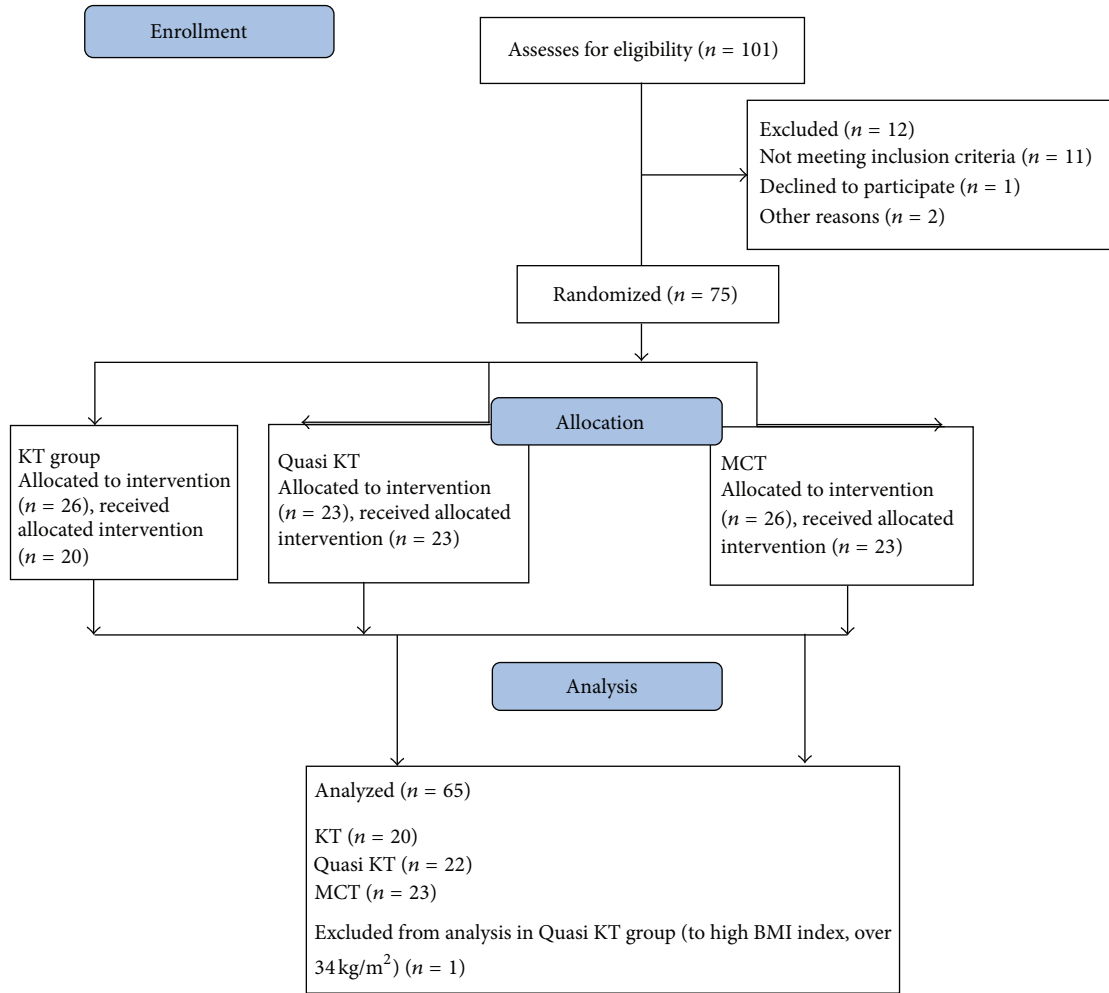 Enrollment
Assesses for eligibility (n = 101)
Excluded (n = 12)
Not meeting inclusion criteria (n = 11)
Declined to participate (n = 1)
Other reasons (n = 2)
Randomized (n = 75)
Allocation
KT group
Allocated to intervention
(n = 26), received
allocated intervention
(n = 20)
Quasi KT
Allocated to intervention
(n = 23), received allocated
intervention (n = 23)
MCT
Allocated to intervention
(n = 26), received allocated
intervention (n = 23)
Analysis
Analyzed (n = 65)
KT (n = 20)
Quasi KT (n = 22)
MCT (n = 23)
Excluded from analysis in Quasi KT group (to high BMI index, over
34 kg/m²) (n = 1)